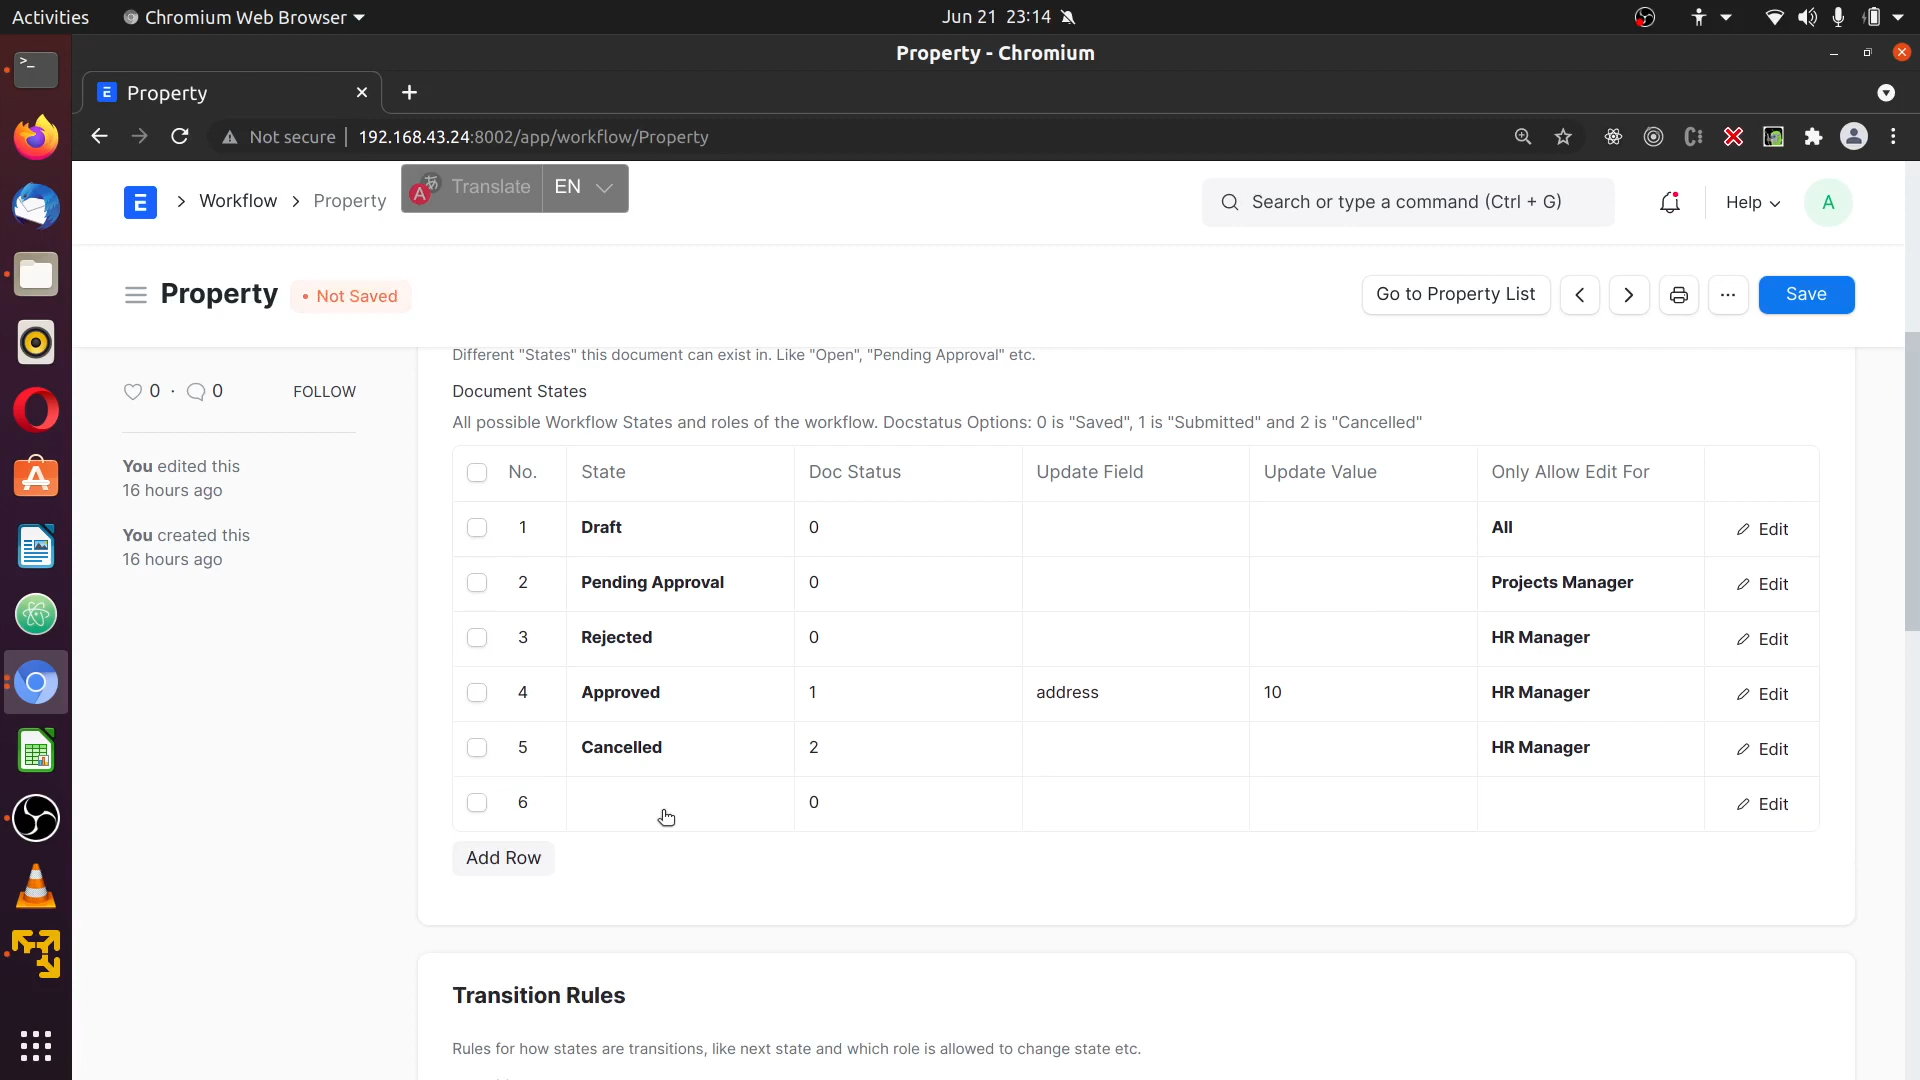 Activities
Chromium Web Browser
Jun 21 23:14
Property - Chromium
Property
Not secure
192.168.43.24:8002/app/workflow/Property
E
Workflow
Property
Translate
EN
Search or type a command (Ctrl + G)
Help
A
Property
Not Saved
Go to Property List
Save
Different "States" this document can exist in. Like "Open", "Pending Approval" etc.
0 · 0
FOLLOW
Document States
All possible Workflow States and roles of the workflow. Docstatus Options: 0 is "Saved", 1 is "Submitted" and 2 is "Cancelled"
You edited this
16 hours ago
You created this
16 hours ago
No. State Doc Status Update Field Update Value Only Allow Edit For
1 Draft 0 All Edit
2 Pending Approval 0 Projects Manager Edit
3 Rejected 0 HR Manager Edit
4 Approved 1 address 10 HR Manager Edit
5 Cancelled 2 HR Manager Edit
6 0 Edit
Add Row
Transition Rules
Rules for how states are transitions, like next state and which role is allowed to change state etc.